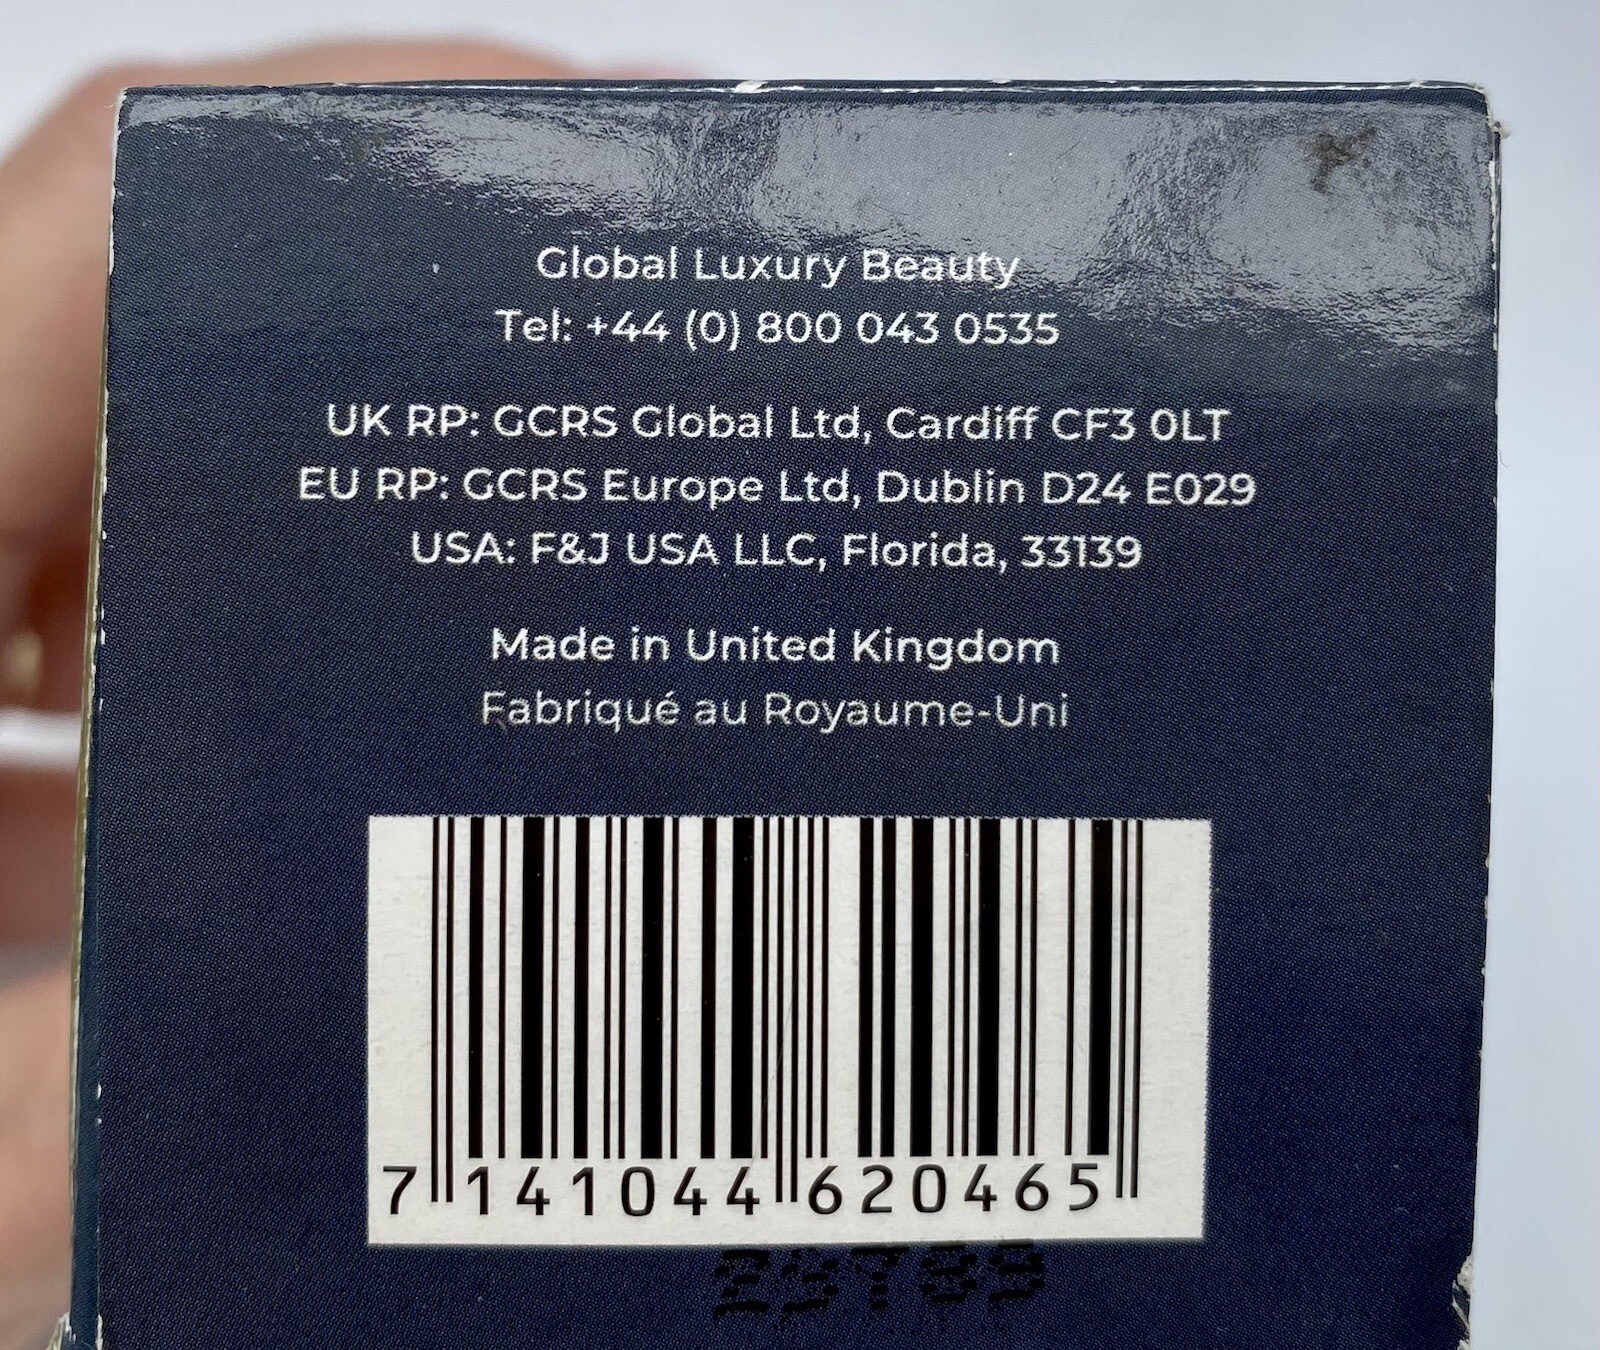 Global Luxury Beauty
Tel: +44 (0) 800 043 0535
UK RP: GCRS Global Ltd, Cardiff CF3 0LT
EU RP: GCRS Europe Ltd, Dublin D24 E029
USA: F&J USA LLC, Florida, 33139
Made in United Kingdom
Fabriqué au Royaume-Uni
7 141044 620465